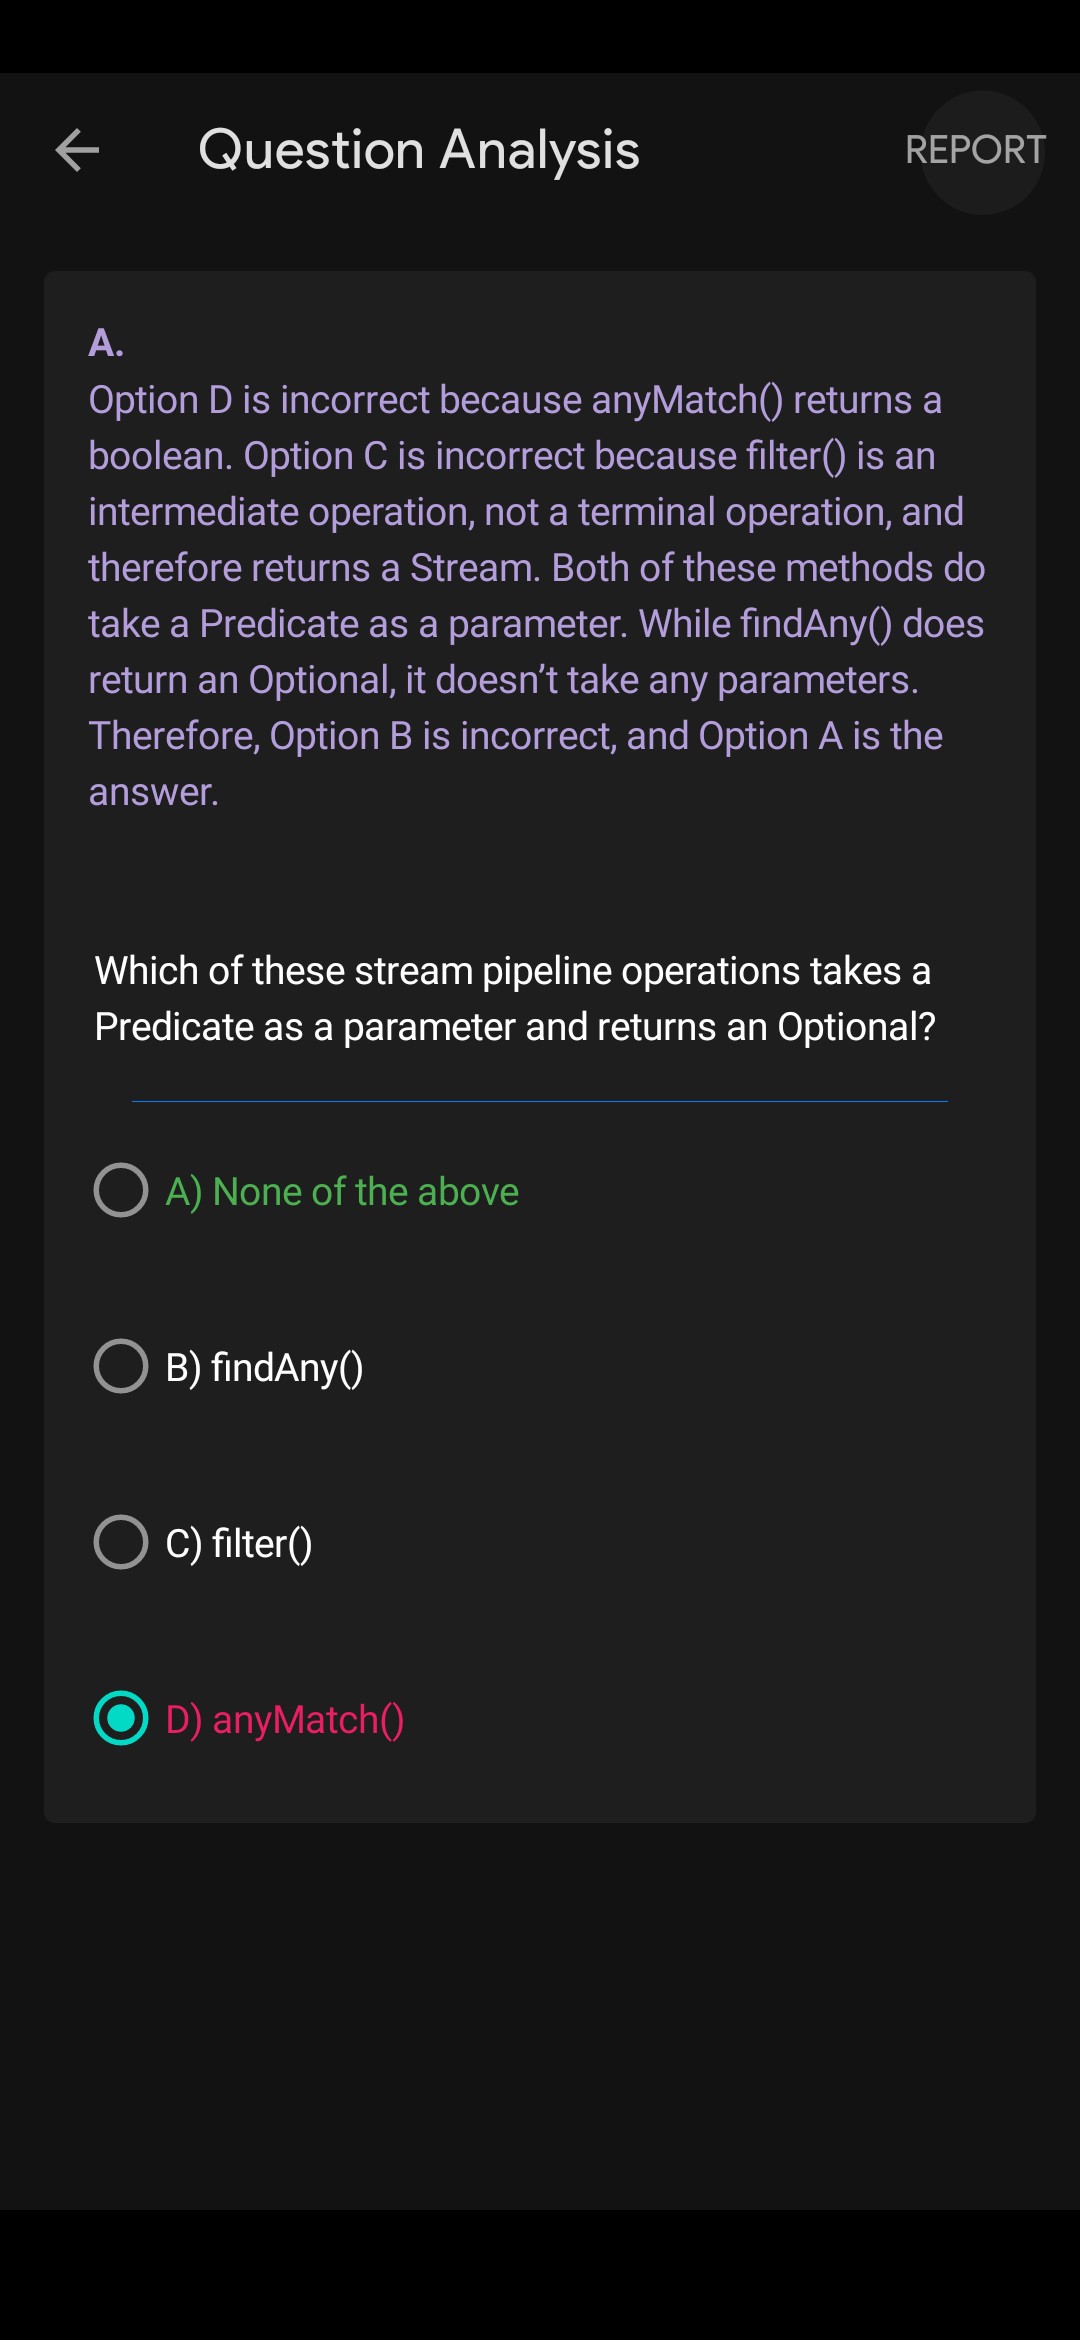 Question Analysis
REPORT
A.
Option D is incorrect because anyMatch() returns a
boolean. Option C is incorrect because filter() is an
intermediate operation, not a terminal operation, and
therefore returns a Stream. Both of these methods do
take a Predicate as a parameter. While findAny() does
return an Optional, it doesn’t take any parameters.
Therefore, Option B is incorrect, and Option A is the
answer.
Which of these stream pipeline operations takes a
Predicate as a parameter and returns an Optional?
A) None of the above
B) findAny()
C) filter()
D) anyMatch()